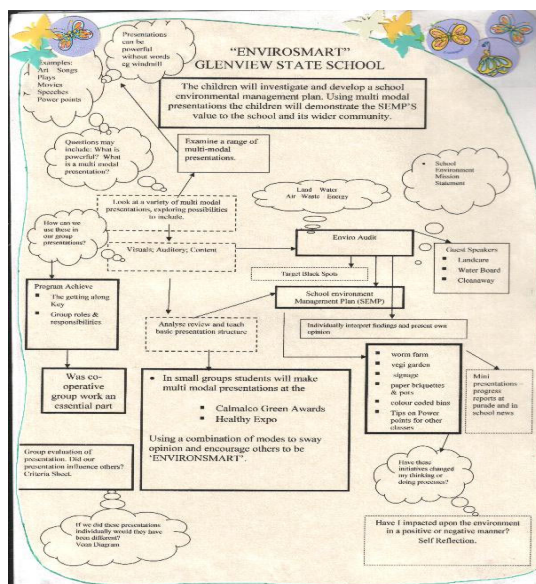 "ENVIROSMART"
GLENVIEW STATE SCHOOL
Presentations
can be
powerful
without words
eg windmill
Examples:
Art Songs
Plays
Movies
Speeches
Power points
The children will investigate and develop a school
environmental management plan. Using multi modal
presentations the children will demonstrate the SEMP'S
value to the school and its wider community.
Questions may
include: What is
powerful? What
is a multi modal
presentation?
Examine a range of
multi-modal
presentations.
Land Water
Air Waste Energy
School
Environment
Mission
Statement
Look at a variety of multi modal
presentations, exploring possibilities
to include.
How can we
use these in
our group
presentations?
Visuals; Auditory; Content
Enviro Audit
Guest Speakers
Landcare
Water Board
Cleanaway
Target Black Spots
Program Achieve
The getting along
Key
Group roles &
responsibilities
School environment
Management Plan (SEMP)
Analyse review and teach
basic presentation structure
Individually interpret findings and present own
opinion
worm farm
vegi garden
signage
paper briquettes
& pots
colour coded bins
Tips on Power
points for other
classes
Mini
presentations –
progress
reports at
parade and in
school news
Was co-
operative
group work an
essential part
In small groups students will make
multi modal presentations at the
Calmalco Green Awards
Healthy Expo
Using a combination of modes to sway
opinion and encourage others to be
'ENVIRONSMART'.
Group evaluation of
presentation. Did our
presentation influence others?
Criteria Sheet.
Have these
initiatives changed
my thinking or
doing processes?
If we did these presentations
individually would they have
been different?
Venn Diagram
Have I impacted upon the environment
in a positive or negative manner?
Self Reflection.